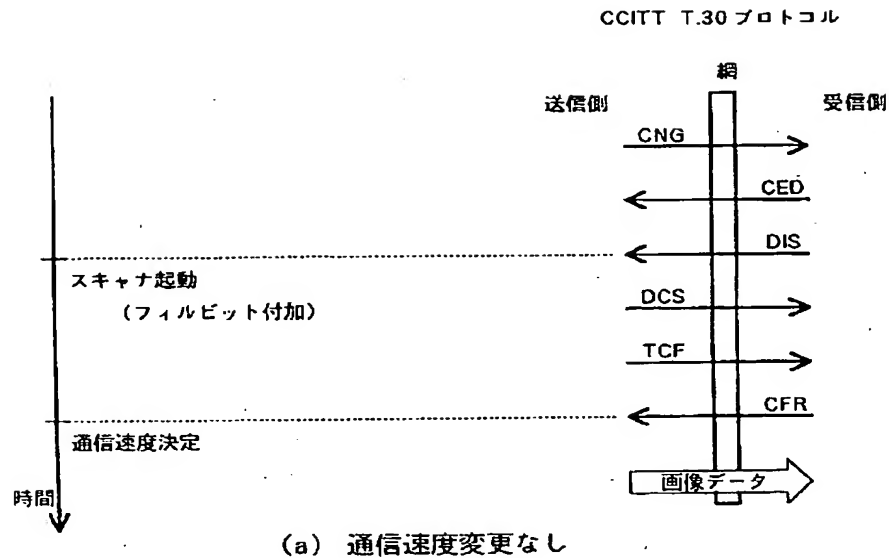 CCITT T.30 プロトコル
網
送信側
受信側
CNG
CED
DIS
スキャナ起動
(フィルビット付加)
DCS
TCF
CFR
通信速度決定
画像データ
時間
(a) 通信速度変更なし